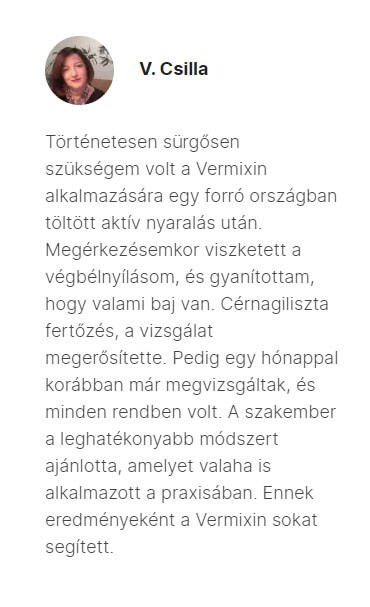 V. Csilla
Történetesen sürgősen
szükségem volt a Vermixin
alkalmazására egy forró országban
töltött aktív nyaralás után.
Megérkezésemkor viszketett a
végbélnyílásom, és gyanítottam,
hogy valami baj van. Cérnagiliszta
fertőzés, a vizsgálat
megerősítette. Pedig egy hónappal
korábban már megvizsgáltak, és
minden rendben volt. A szakember
a leghatékonyabb módszert
ajánlotta, amelyet valaha is
alkalmazott a praxisában. Ennek
eredményeként a Vermixin sokat
segített.